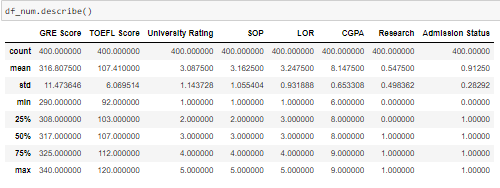 df_num.describe()
GRE Score TOEFL Score University Rating SOP LOR CGPA Research Admission Status
count 400.000000 400.000000 400.000000 400.000000 400.000000 400.000000 400.000000 400.00000
mean 316.807500 107.410000 3.087500 3.162500 3.247500 8.147500 0.547500 0.91250
std 11.473646 6.069514 1.143728 1.055404 0.931888 0.653308 0.498362 0.28292
min 290.000000 92.000000 1.000000 1.000000 1.000000 6.000000 0.000000 0.00000
25% 308.000000 103.000000 2.000000 2.000000 3.000000 8.000000 0.000000 1.00000
50% 317.000000 107.000000 3.000000 3.000000 3.000000 8.000000 1.000000 1.00000
75% 325.000000 112.000000 4.000000 4.000000 4.000000 9.000000 1.000000 1.00000
max 340.000000 120.000000 5.000000 5.000000 5.000000 9.000000 1.000000 1.00000